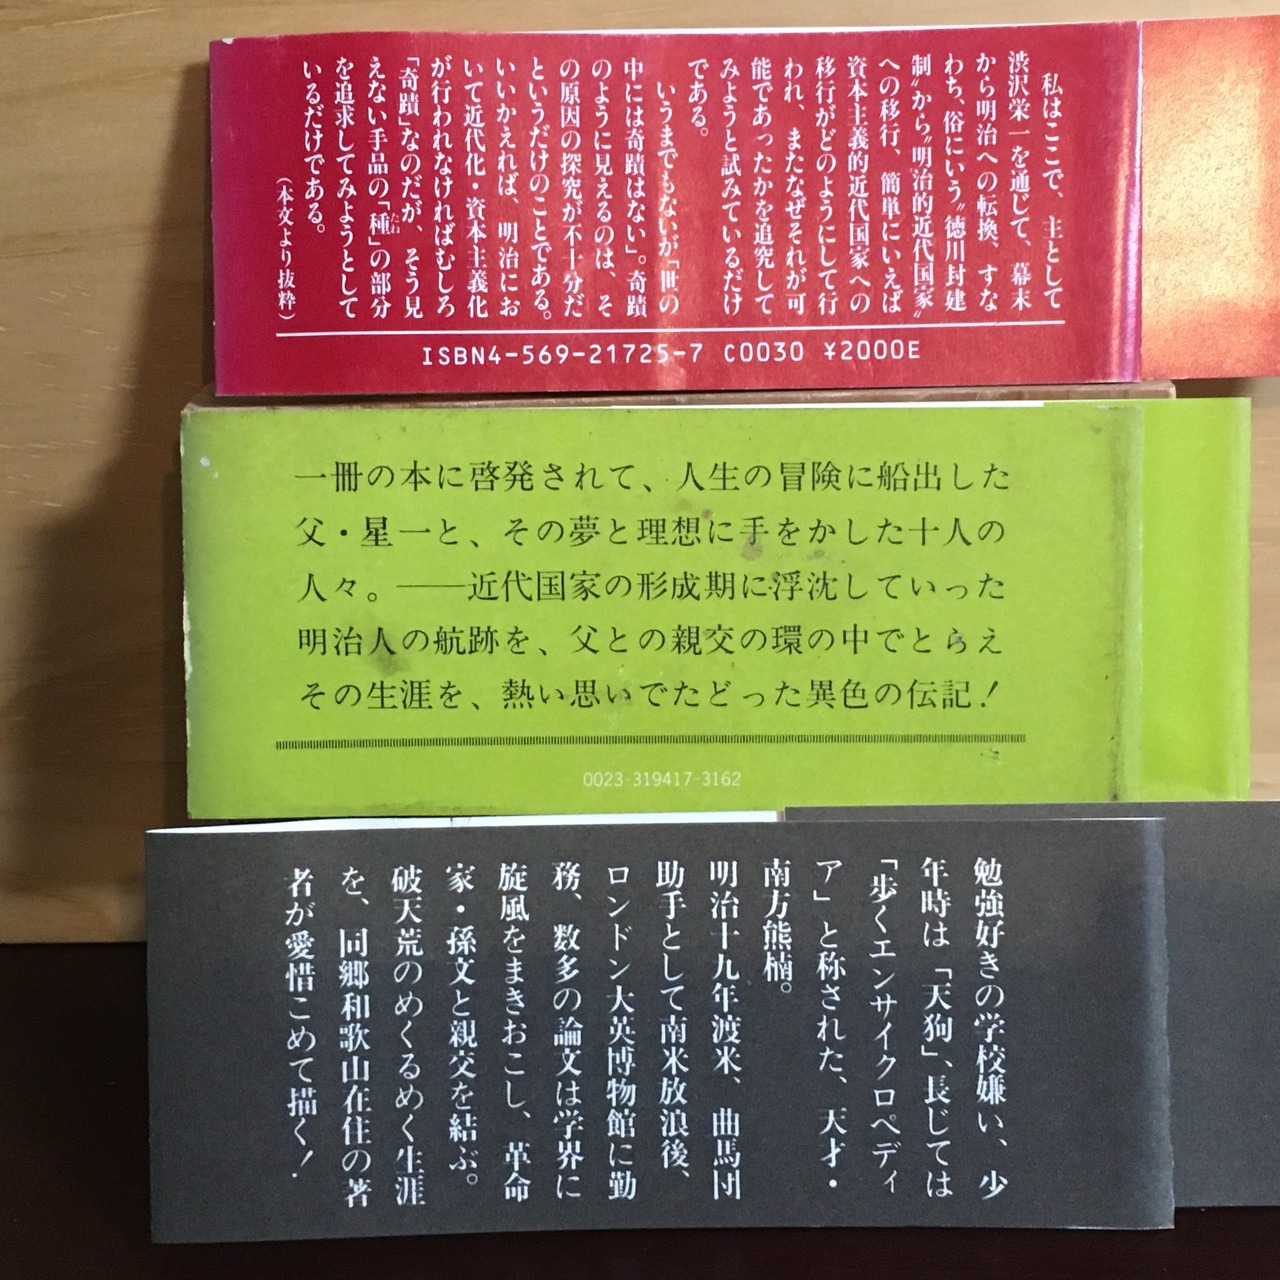 私はここで、主として
渋沢栄一を通じて、幕末
から明治への転換、すな
わち、俗にいう〝徳川封建
制〟から〝明治的近代国家〟
への移行、簡単にいえば
資本主義的近代国家への
移行がどのようにして行
われ、またなぜそれが可
能であったかを追究して
みようと試みているだけ
である。
いうまでもないが「世の
中には奇蹟はない」。奇蹟
のように見えるのは、そ
の原因の探究が不十分だ
というだけのことである。
いいかえれば、明治にお
いて近代化・資本主義化
が行われなければむしろ
「奇蹟」なのだが、そう見
えない手品の「種」の部分
たね
を追求してみようとして
いるだけである。
(本文より抜粋)
ISBN4-569-21725-7 C0030 ¥2000E
一冊の本に啓発されて、人生の冒険に船出した
父・星一と、その夢と理想に手をかした十人の
人々。――近代国家の形成期に浮沈していった
明治人の航跡を、父との親交の環の中でとらえ
その生涯を、熱い思いでたどった異色の伝記!
0023-319417-3162
勉強好きの学校嫌い、少
年時は「天狗」、長じては
「歩くエンサイクロペディ
ア」と称された、天才・
南方熊楠。
明治十九年渡米、曲馬団
助手として南米放浪後、
ロンドン大英博物館に勤
務、数多の論文は学界に
旋風をまきおこし、革命
家・孫文と親交を結ぶ。
破天荒のめくるめく生涯
を、同郷和歌山在住の著
者が愛惜こめて描く!